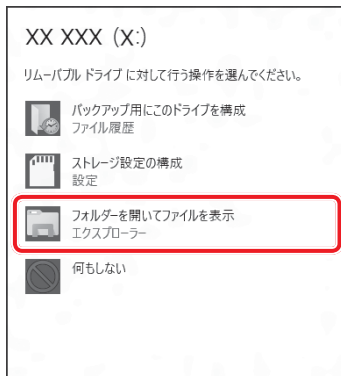 XX XXX (X:)
リムーバブル ドライブ に対して行う操作を選んでください。
バックアップ用にこのドライブを構成
ファイル履歴
ストレージ設定の構成
設定
フォルダーを開いてファイルを表示
エクスプローラー
何もしない